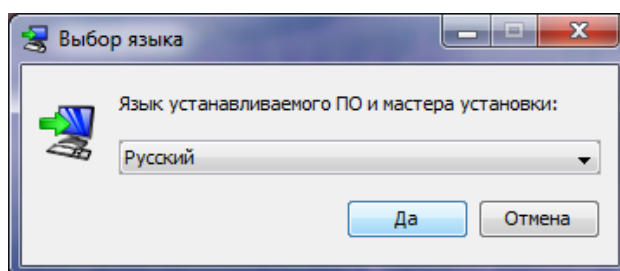 Выбор языка
Язык устанавливаемого ПО и мастера установки:
Русский
Да
Отмена